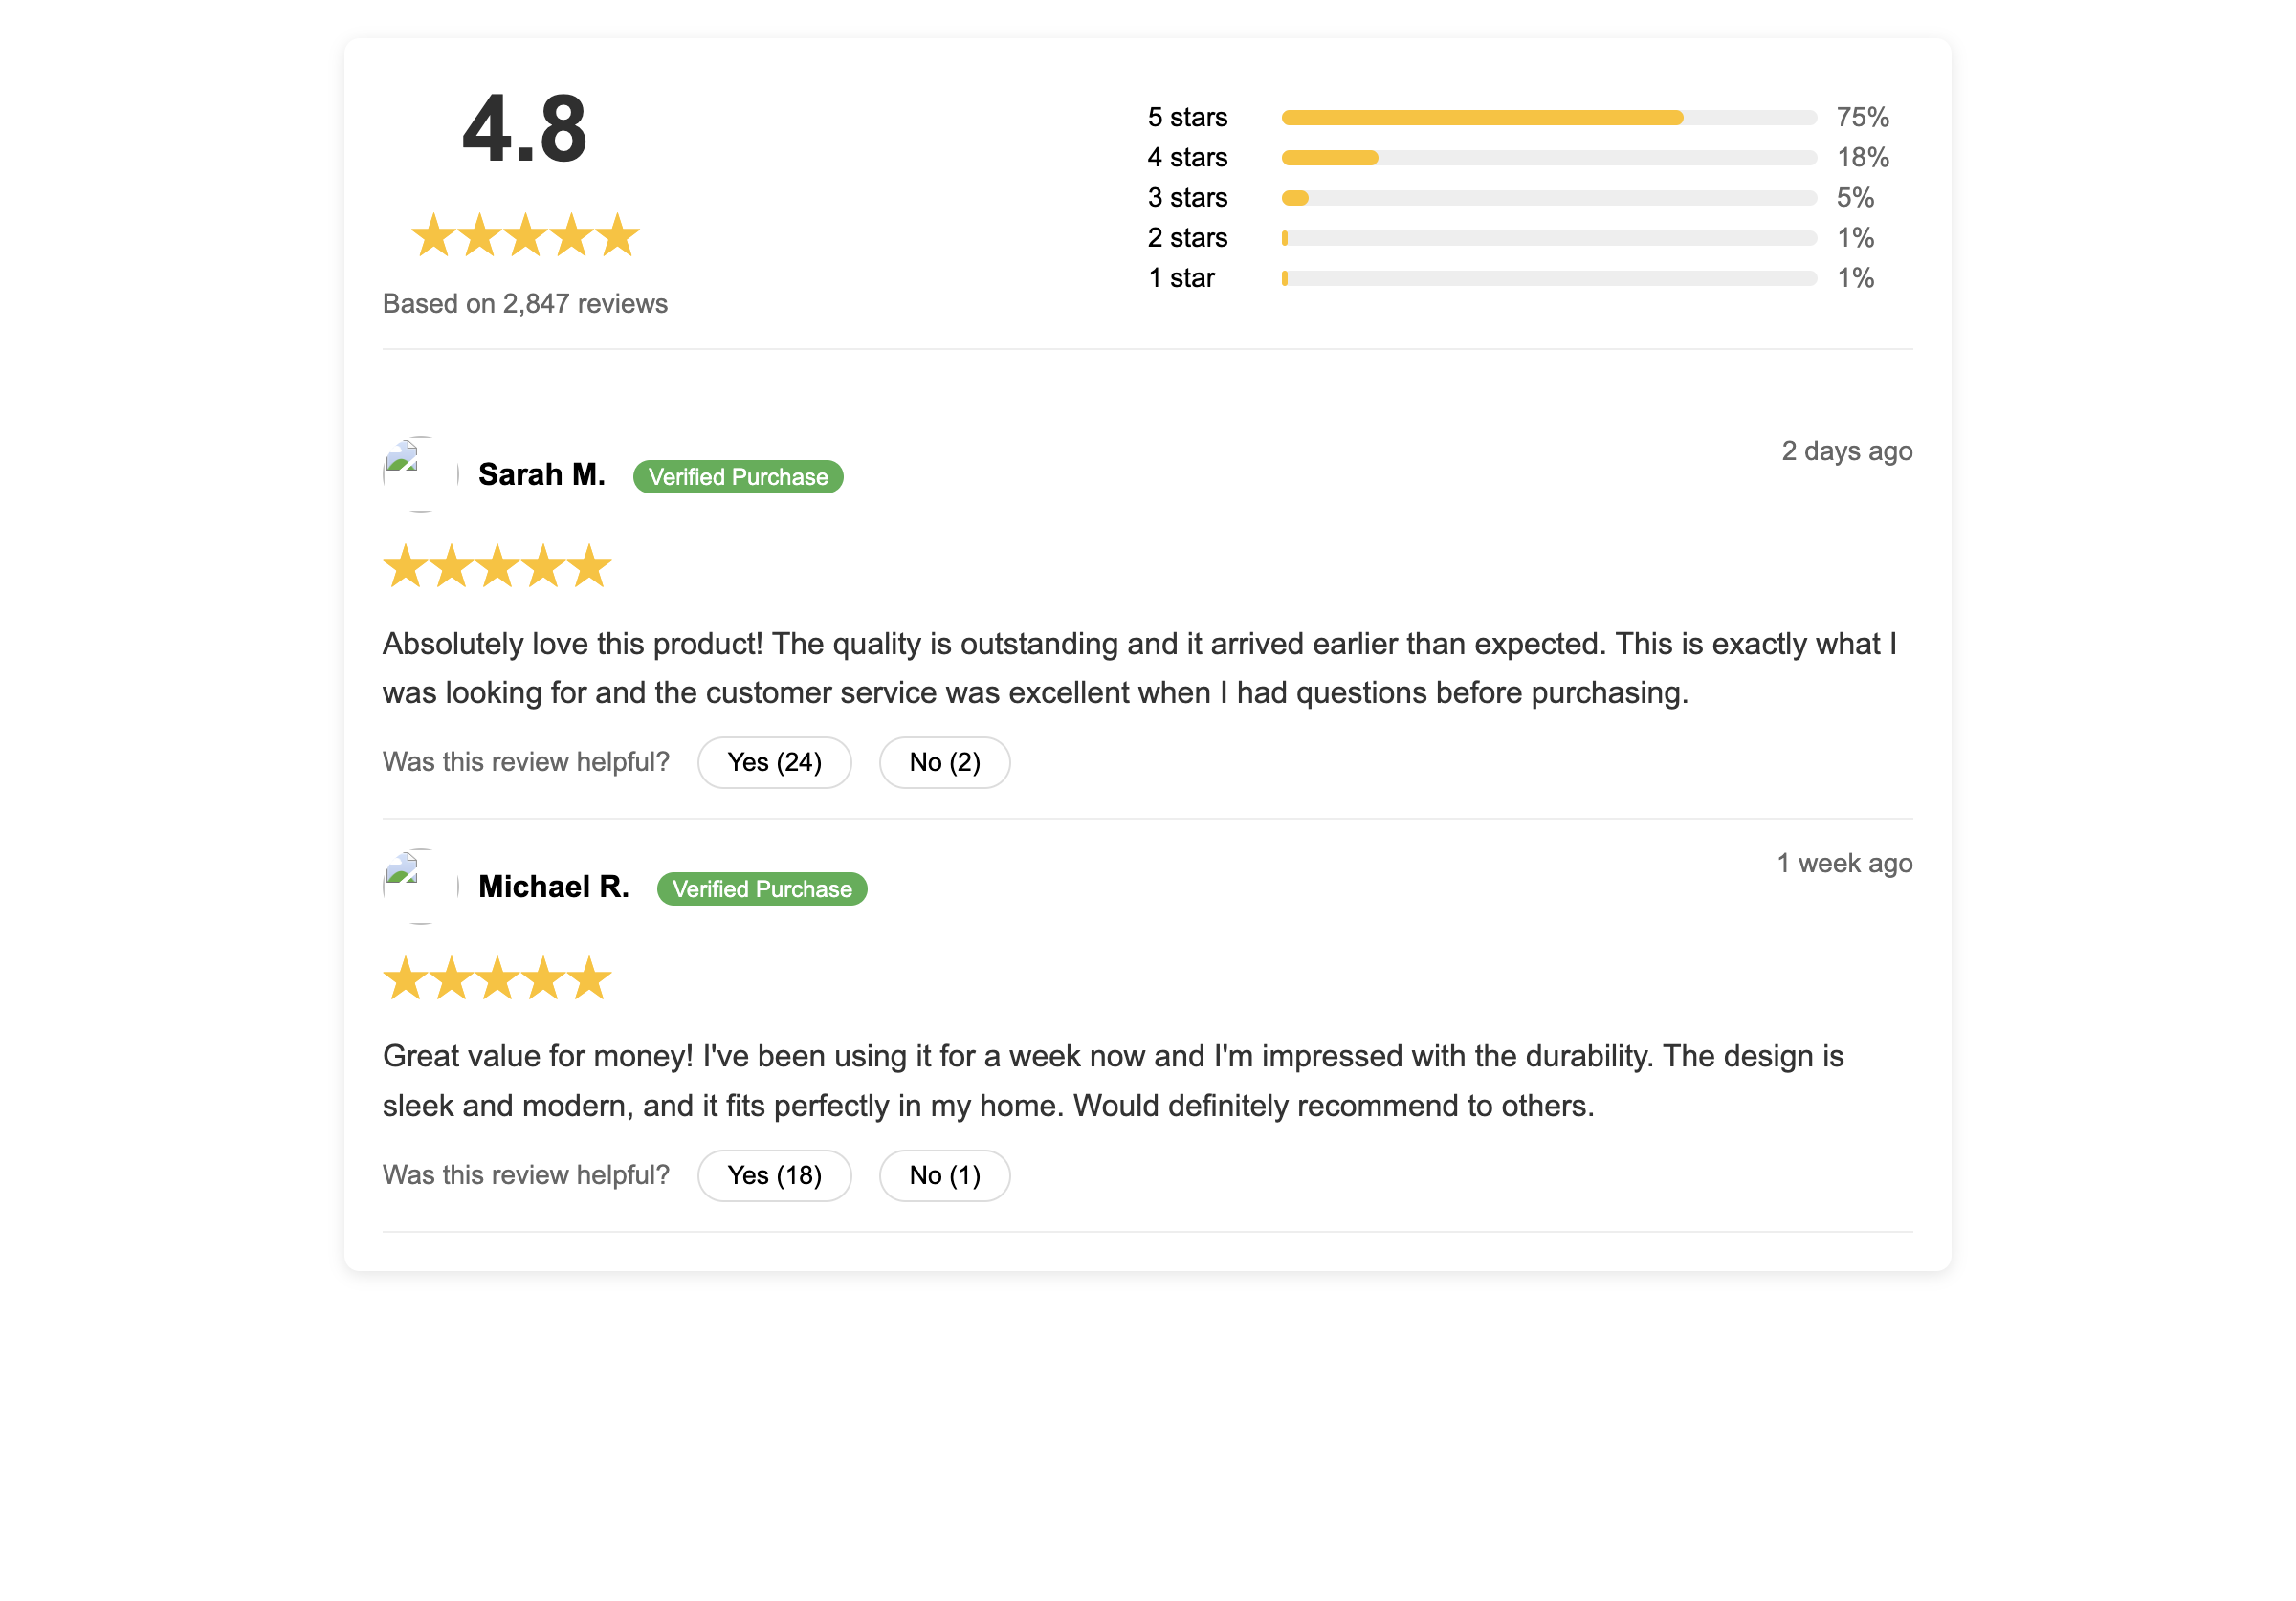 4.8
Based on 2,847 reviews
5 stars 75%
4 stars 18%
3 stars 5%
2 stars 1%
1 star 1%
Sarah M. Verified Purchase 2 days ago
Absolutely love this product! The quality is outstanding and it arrived earlier than expected. This is exactly what I
was looking for and the customer service was excellent when I had questions before purchasing.
Was this review helpful? Yes (24) No (2)
Michael R. Verified Purchase 1 week ago
Great value for money! I've been using it for a week now and I'm impressed with the durability. The design is
sleek and modern, and it fits perfectly in my home. Would definitely recommend to others.
Was this review helpful? Yes (18) No (1)